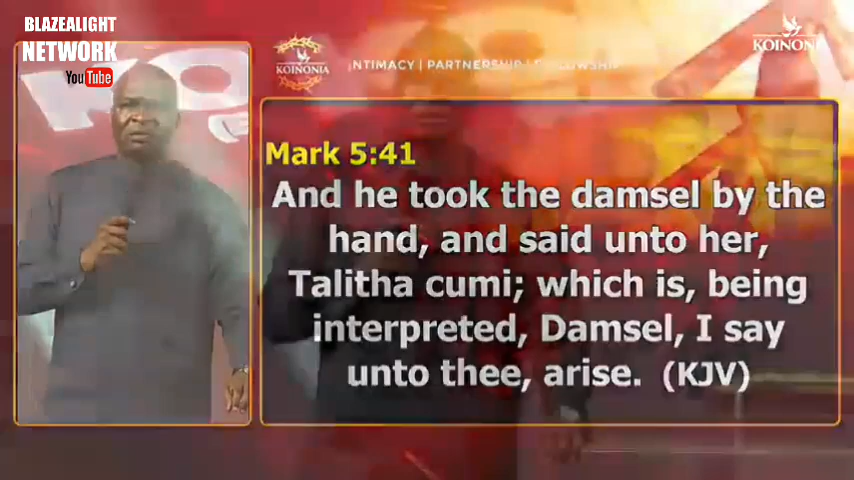 BLAZEALIGHT
NETWORK
YouTube
KOINONIA
INTIMACY | PARTNERSHIP | FELLOWSHIP
KOINONIA
Mark 5:41
And he took the damsel by the
hand, and said unto her,
Talitha cumi; which is, being
interpreted, Damsel, I say
unto thee, arise. (KJV)